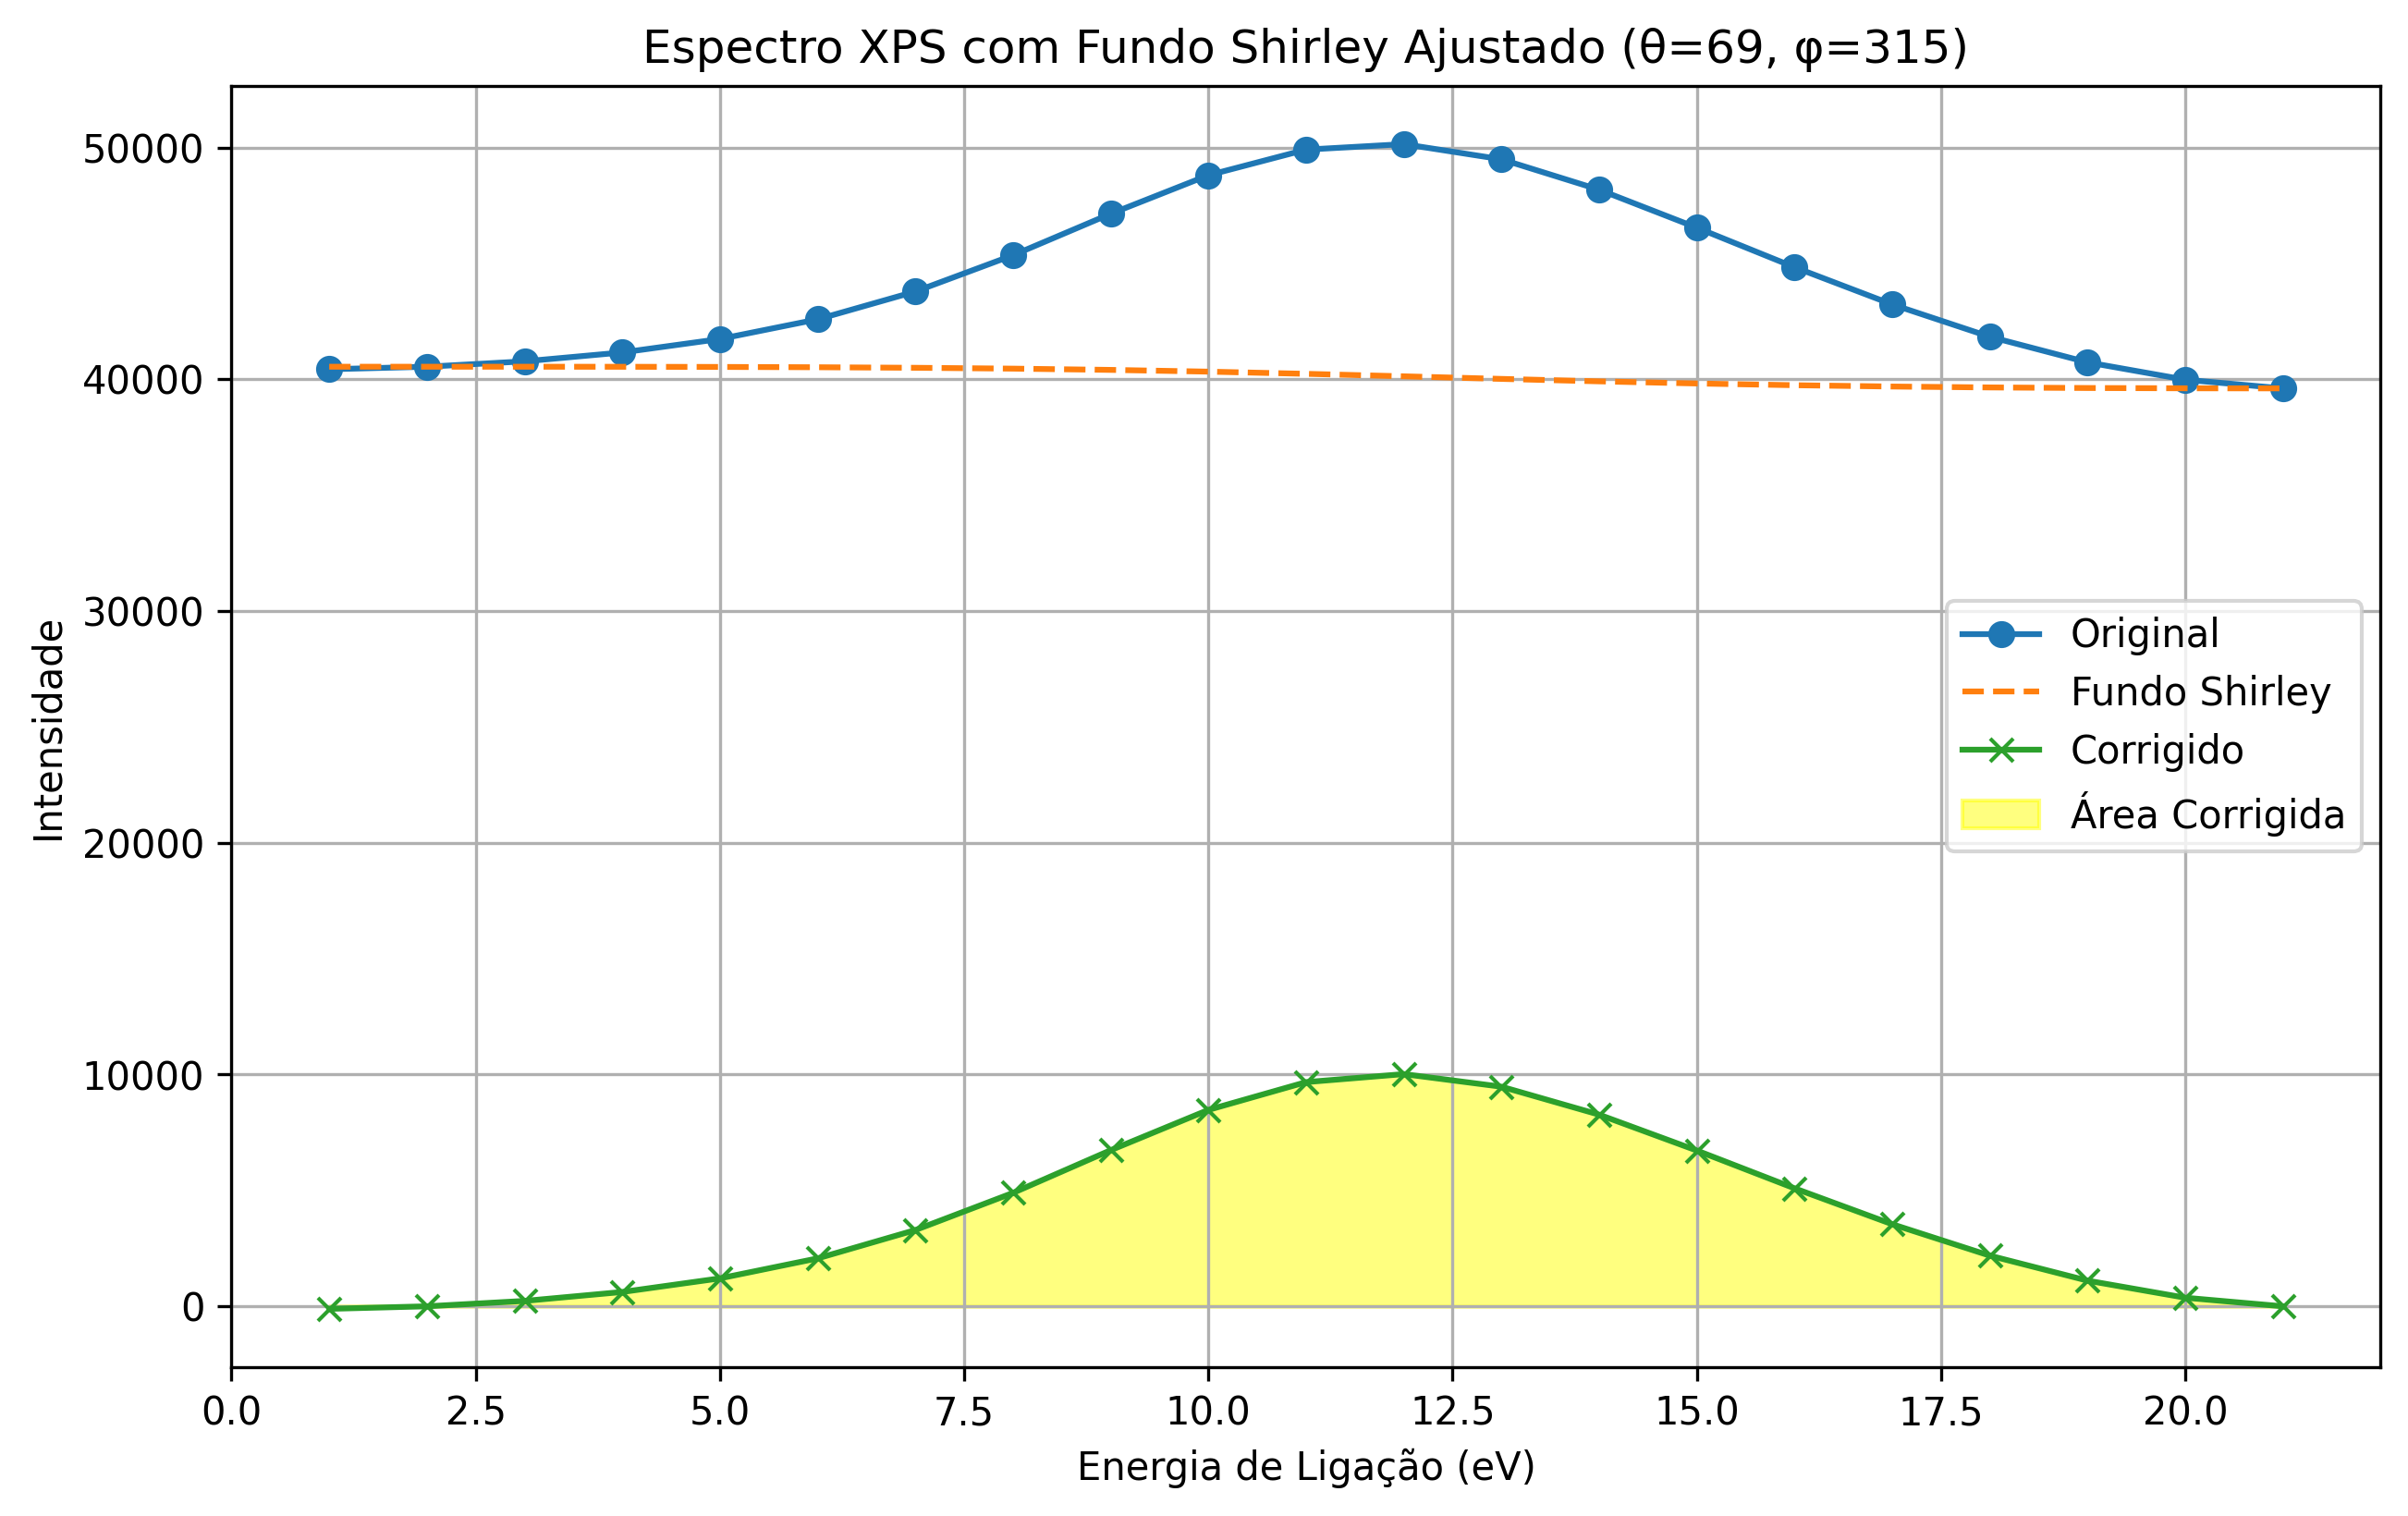 Espectro XPS com Fundo Shirley Ajustado (θ=69, φ=315)
50000
40000
30000
20000
10000
0
Intensidade
Original
Fundo Shirley
Corrigido
Área Corrigida
0.0 2.5 5.0 7.5 10.0 12.5 15.0 17.5 20.0
Energia de Ligação (eV)